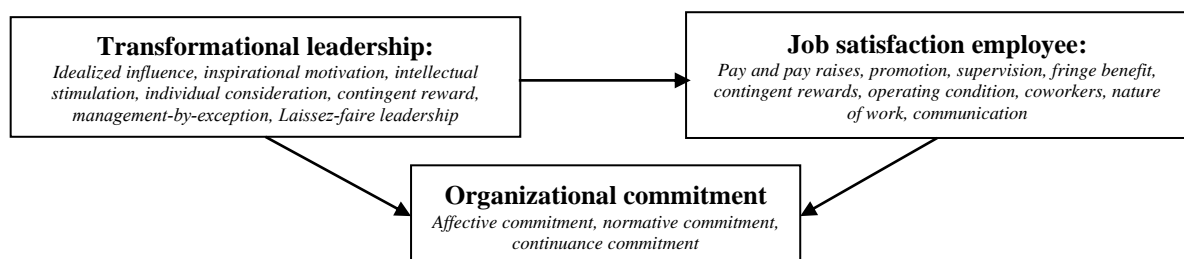 Transformational leadership:
Idealized influence, inspirational motivation, intellectual
stimulation, individual consideration, contingent reward,
management-by-exception, Laissez-faire leadership
Job satisfaction employee:
Pay and pay raises, promotion, supervision, fringe benefit,
contingent rewards, operating condition, coworkers, nature
of work, communication
Organizational commitment
Affective commitment, normative commitment,
continuance commitment